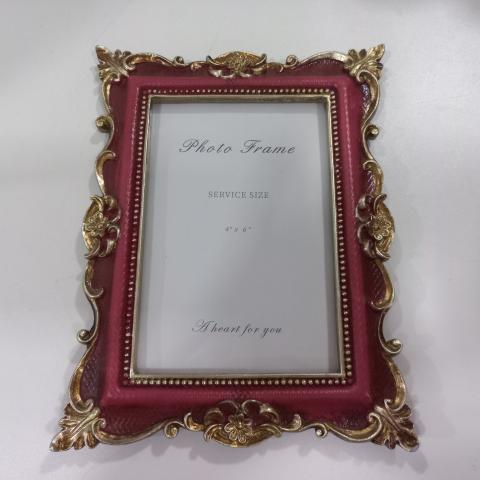 Photo Frame
SERVICE SIZE
4" x 6"
A heart for you